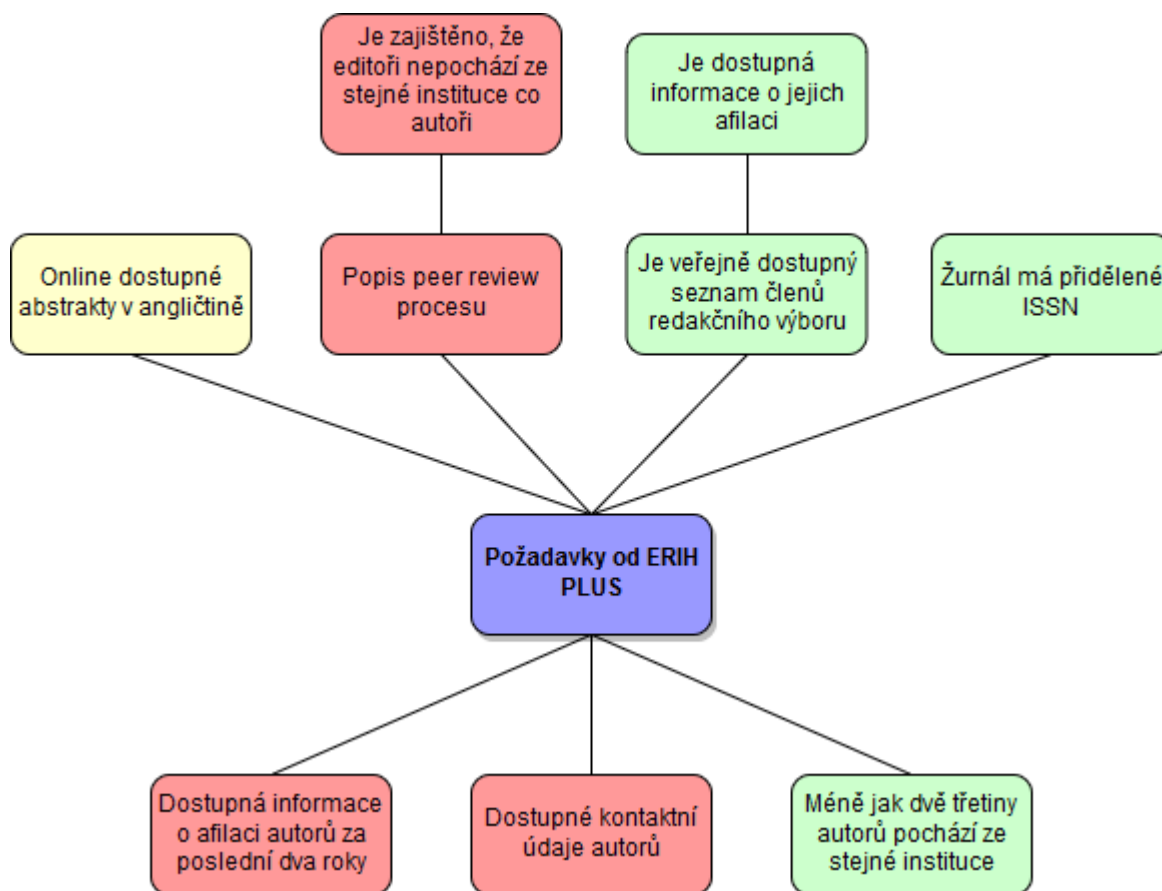 Je zajištěno, že
editoři nepochází ze
stejné instituce co
autoři
Je dostupná
informace o jejich
afilaci
Online dostupné
abstrakty v angličtině
Popis peer review
procesu
Je veřejně dostupný
seznam členů
redakčního výboru
Žurnál má přidělené
ISSN
Požadavky od ERIH
PLUS
Dostupná informace
o afilaci autorů za
poslední dva roky
Dostupné kontaktní
údaje autorů
Méně jak dvě třetiny
autorů pochází ze
stejné instituce